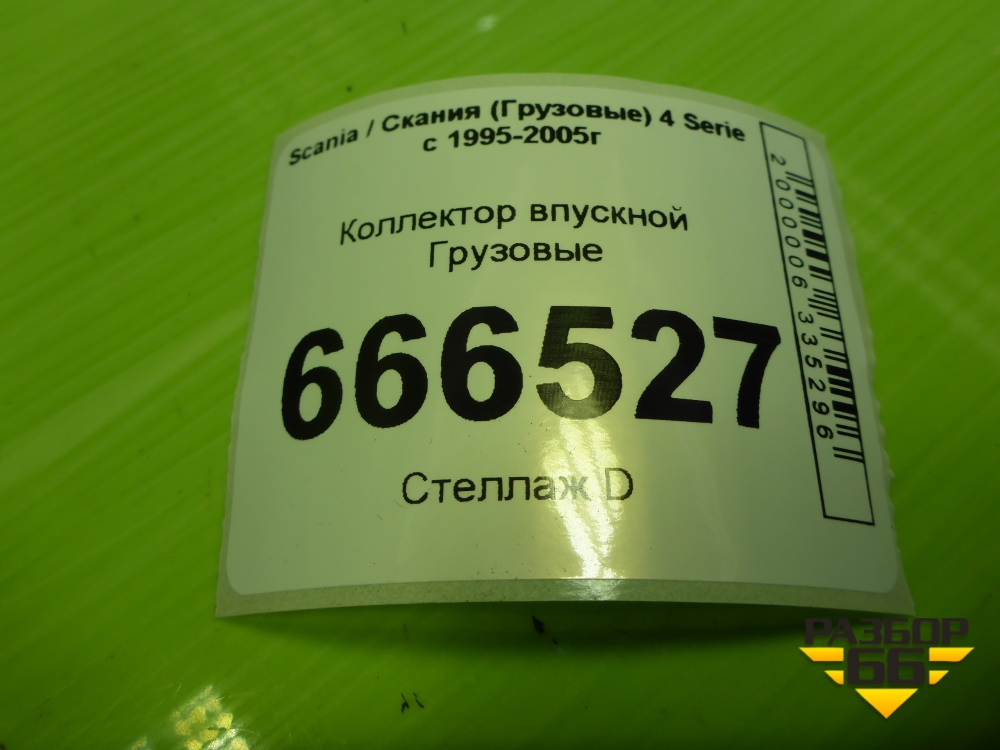 Scania / Скания (Грузовые) 4 Serie
с 1995-2005г
Коллектор впускной
Грузовые
666527
Стеллаж D
2000006335296
РАЗБОР
66